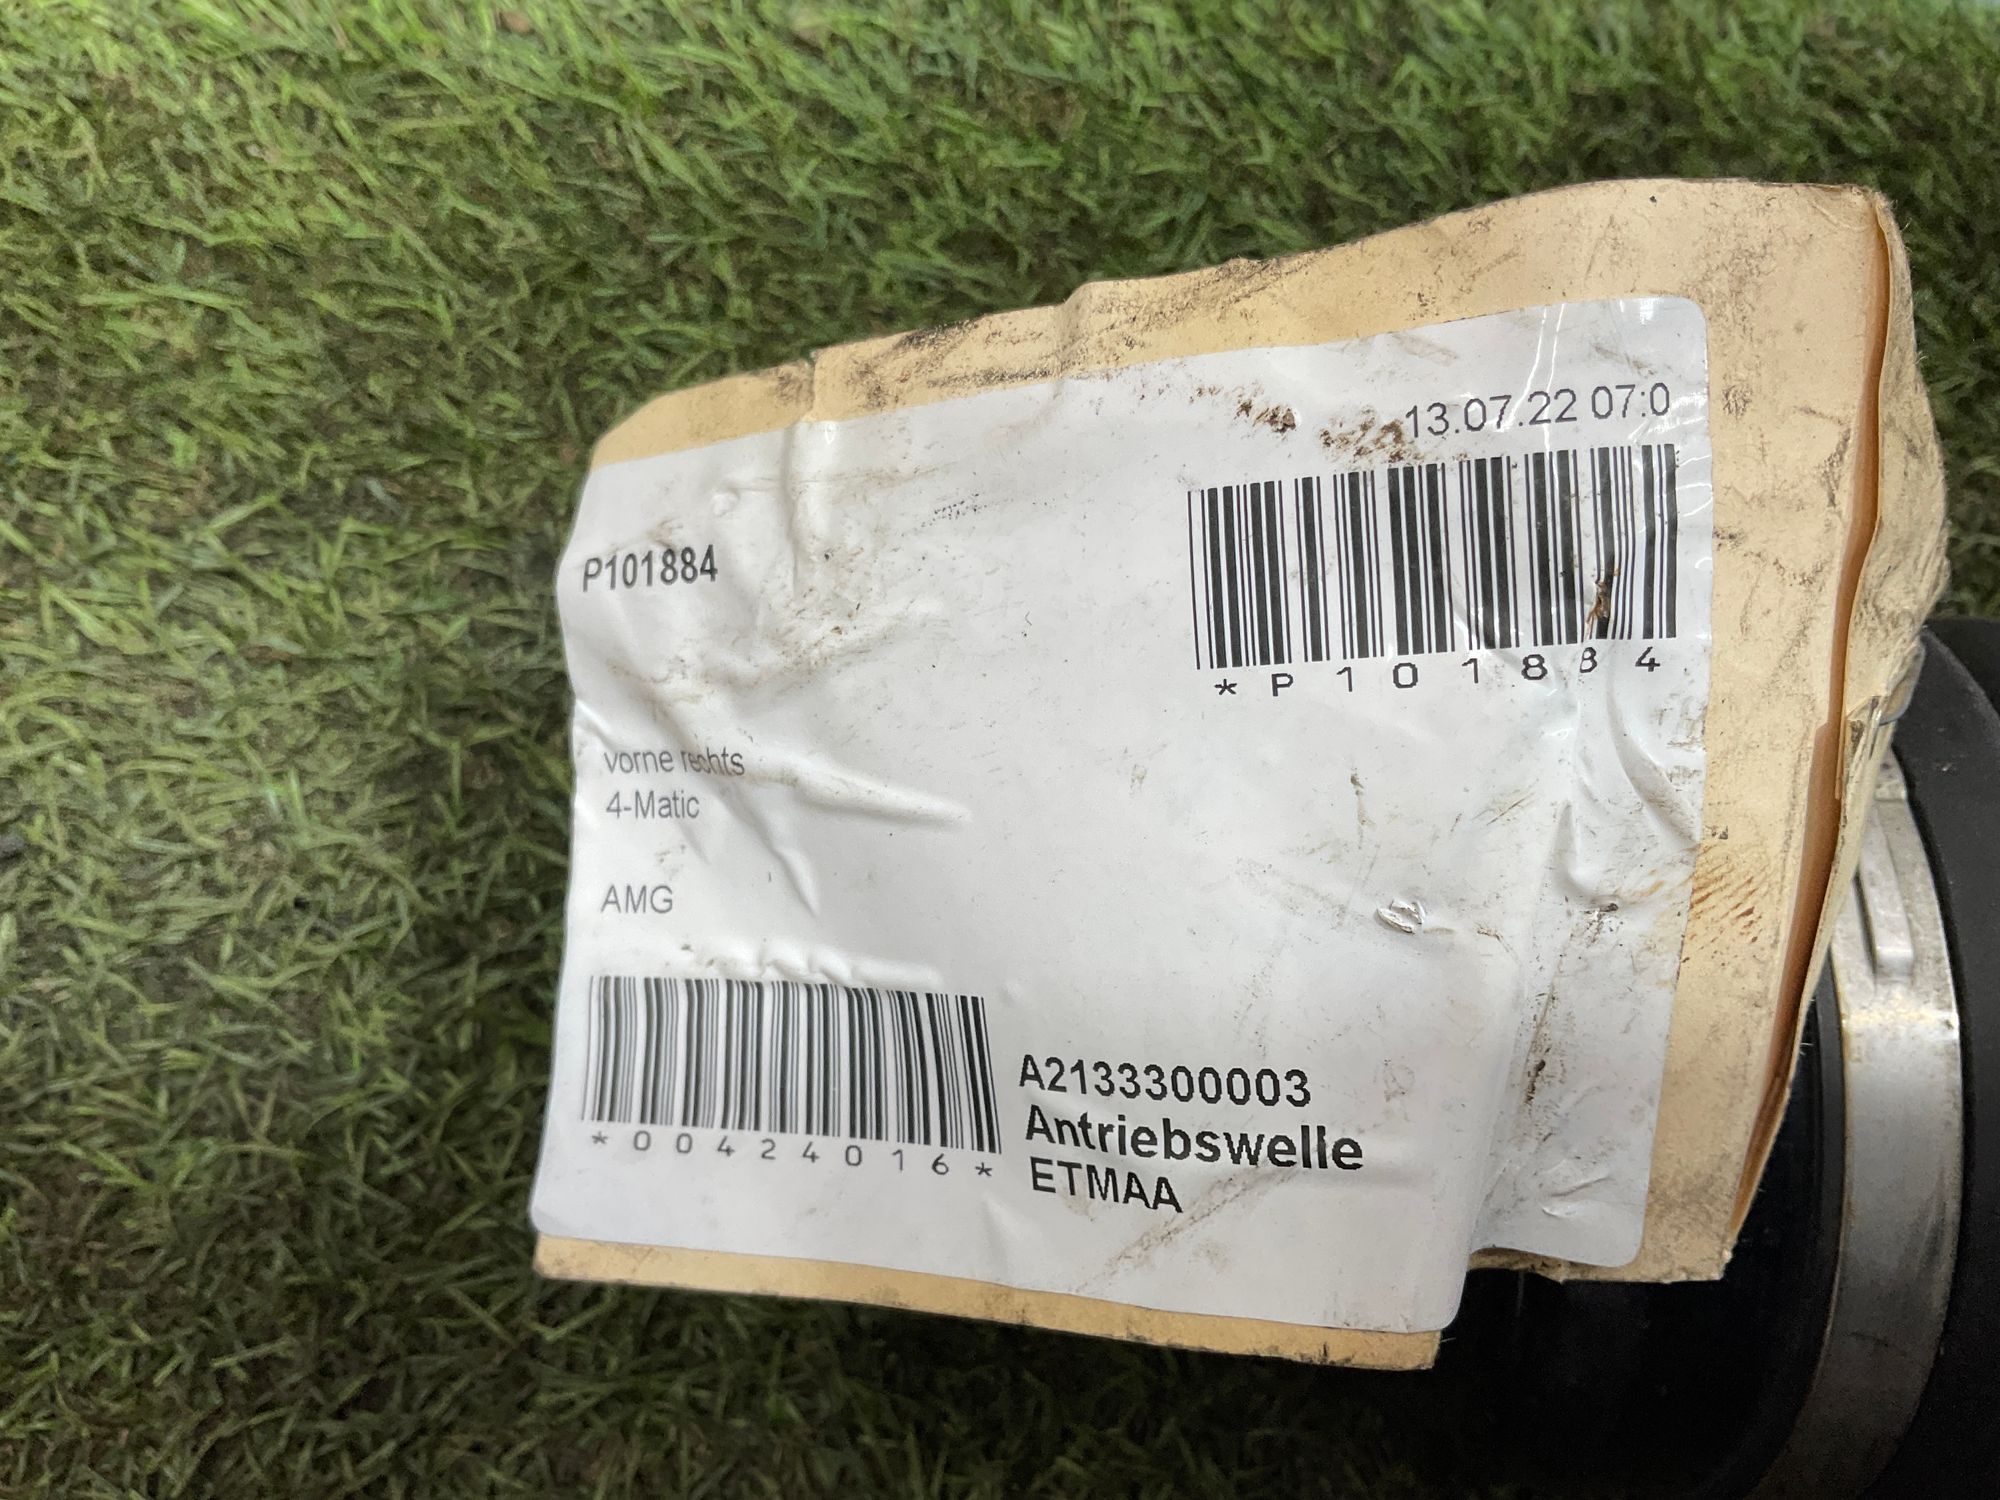 13.07.22 07:0
P101884
*P101884
vorne rechts
4-Matic
AMG
*00424016*
A2133300003
Antriebswelle
ETMAA